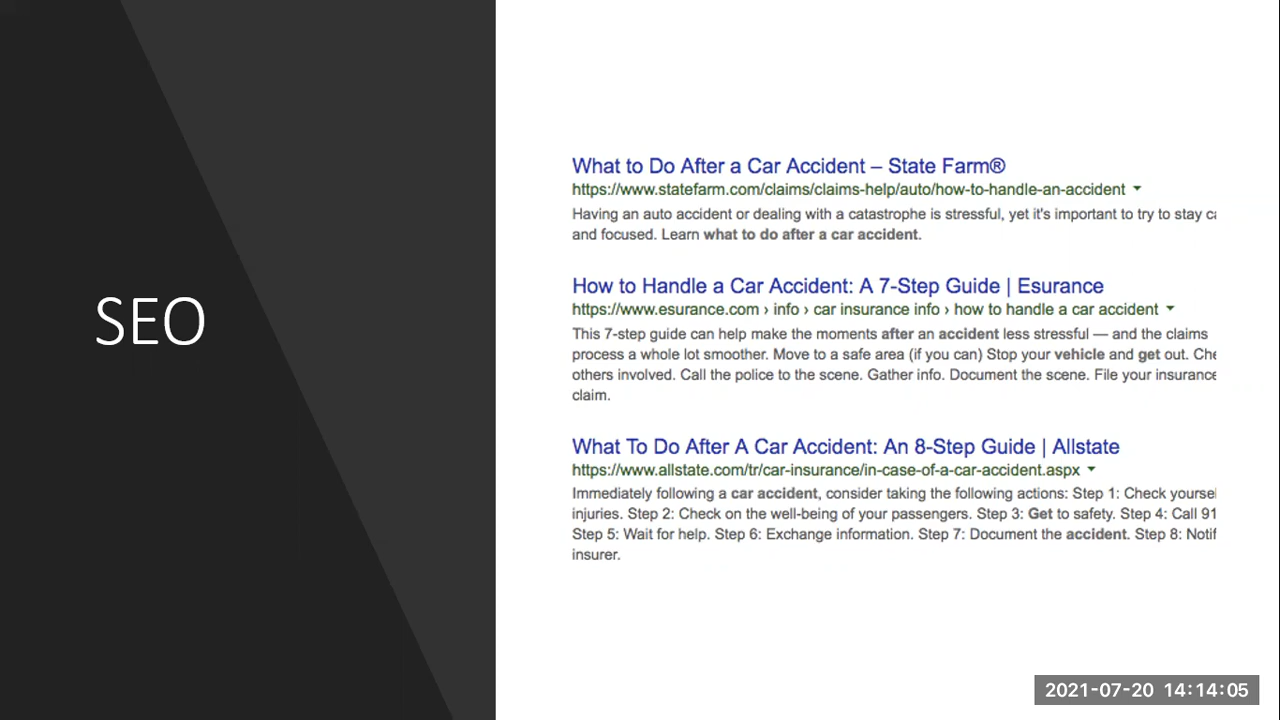 SEO
What to Do After a Car Accident – State Farm®
https://www.statefarm.com/claims/claims-help/auto/how-to-handle-an-accident
Having an auto accident or dealing with a catastrophe is stressful, yet it's important to try to stay
and focused. Learn what to do after a car accident.
How to Handle a Car Accident: A 7-Step Guide | Esurance
https://www.esurance.com › info › car insurance info › how to handle a car accident
This 7-step guide can help make the moments after an accident less stressful — and the claims
process a whole lot smoother. Move to a safe area (if you can) Stop your vehicle and get out.
others involved. Call the police to the scene. Gather info. Document the scene. File your insurance
claim.
What To Do After A Car Accident: An 8-Step Guide | Allstate
https://www.allstate.com/tr/car-insurance/in-case-of-a-car-accident.aspx
Immediately following a car accident, consider taking the following actions: Step 1: Check
injuries. Step 2: Check on the well-being of your passengers. Step 3: Get to safety. Step 4: Call
Step 5: Wait for help. Step 6: Exchange information. Step 7: Document the accident. Step 8:
insurer.
2021-07-20 14:14:05